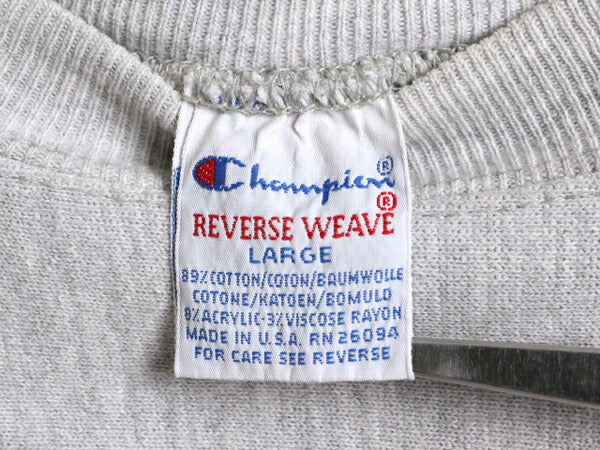 Champion®
REVERSE WEAVE®
LARGE
89% COTTON/COTON/BAUMWOLLE
COTONE/KATOEN/BOMULD
8% ACRYLIC-3% VISCOSE RAYON
MADE IN U.S.A. RN 26094
FOR CARE SEE REVERSE